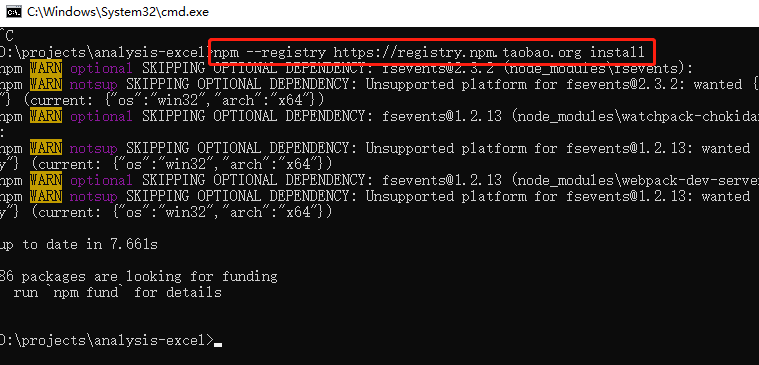 C:\Windows\System32\cmd.exe
^C
D:\projects\analysis-excel>npm --registry https://registry.npm.taobao.org install
npm WARN optional SKIPPING OPTIONAL DEPENDENCY: fsevents@2.3.2 (node_modules\fsevents):
npm WARN notsup SKIPPING OPTIONAL DEPENDENCY: Unsupported platform for fsevents@2.3.2: wanted {
"} (current: {"os":"win32","arch":"x64"})
npm WARN optional SKIPPING OPTIONAL DEPENDENCY: fsevents@1.2.13 (node_modules\watchpack-chokida
:
npm WARN notsup SKIPPING OPTIONAL DEPENDENCY: Unsupported platform for fsevents@1.2.13: wanted
y"} (current: {"os":"win32","arch":"x64"})
npm WARN optional SKIPPING OPTIONAL DEPENDENCY: fsevents@1.2.13 (node_modules\webpack-dev-serve
npm WARN notsup SKIPPING OPTIONAL DEPENDENCY: Unsupported platform for fsevents@1.2.13: wanted
y"} (current: {"os":"win32","arch":"x64"})
up to date in 7.661s
86 packages are looking for funding
run `npm fund` for details
D:\projects\analysis-excel>